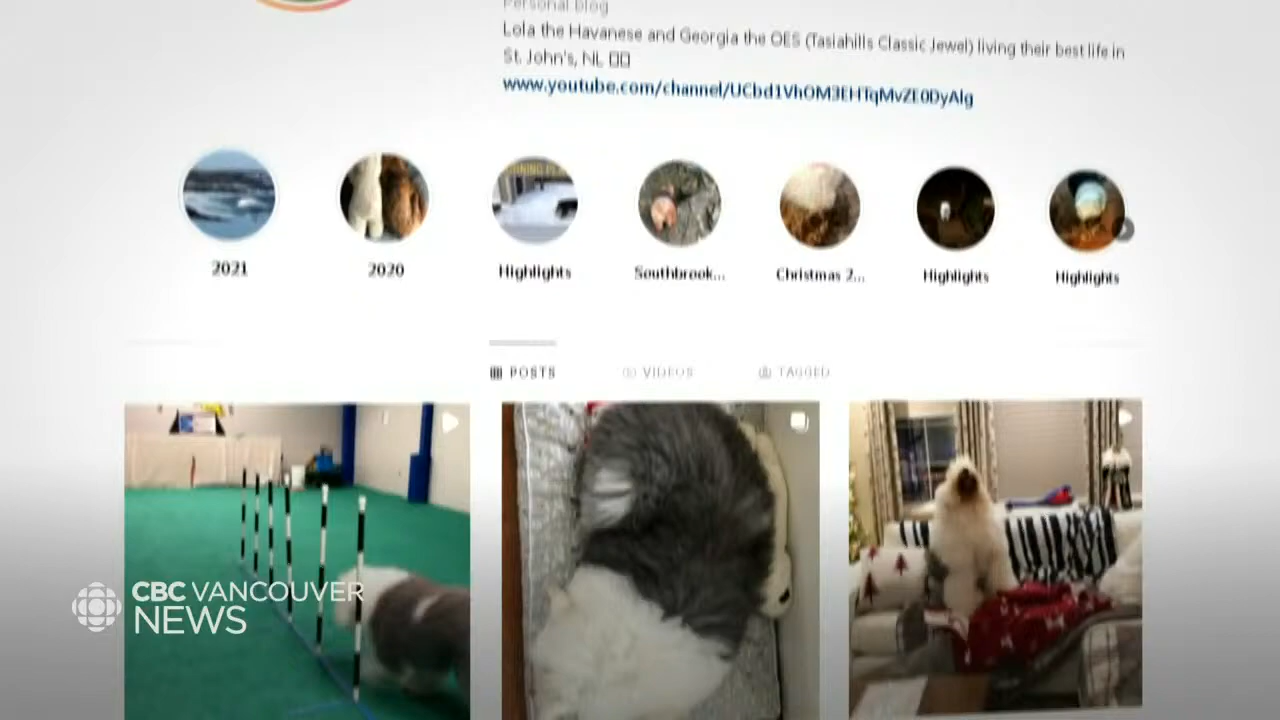 Personal blog
Lola the Havanese and Georgia the OES (Tasiahills Classic Jewel) living their best life in
St. John's, NL
www.youtube.com/channel/UCbd1VhOM3EHTqMvZE0DyAlg
2021
2020
Highlights
Southbrook...
Christmas 2...
Highlights
Highlights
POSTS
VIDEOS
TAGGED
CBC VANCOUVER
NEWS